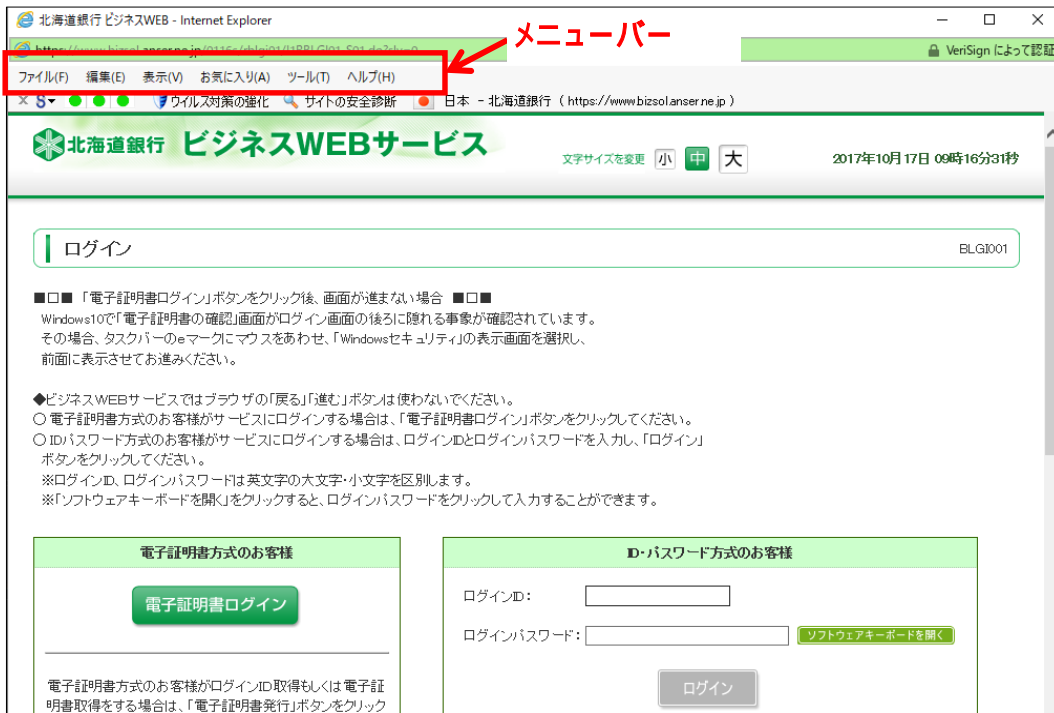 北海道銀行 ビジネスWEB - Internet Explorer
メニューバー
VeriSign によって認証
ファイル(F) 編集(E) 表示(V) お気に入り(A) ツール(T) ヘルプ(H)
× S ウイルス対策の強化 サイトの安全診断 日本 - 北海道銀行 ( https://www.bizsol.anser.ne.jp )
北海道銀行 ビジネスWEBサービス
文字サイズを変更 小 中 大
2017年10月17日 09時16分31秒
ログイン
BLGI001
■□■ 「電子証明書ログイン」ボタンをクリック後、画面が進まない場合 ■□■
Windows10で「電子証明書の確認」画面がログイン画面の後ろに隠れる事象が確認されています。
その場合、タスクバーのeマークにマウスをあわせ、「Windowsセキュリティ」の表示画面を選択し、
前面に表示させてお進みください。
◆ビジネスWEBサービスではブラウザの「戻る」「進む」ボタンは使わないでください。
○ 電子証明書方式のお客様がサービスにログインする場合は、「電子証明書ログイン」ボタンをクリックしてください。
○ IDパスワード方式のお客様がサービスにログインする場合は、ログインIDとログインパスワードを入力し、「ログイン」
ボタンをクリックしてください。
※ログインID、ログインパスワードは英文字の大文字・小文字を区別します。
※「ソフトウェアキーボードを開く」をクリックすると、ログインパスワードをクリックして入力することができます。
電子証明書方式のお客様
電子証明書ログイン
電子証明書方式のお客様がログインID取得もしくは電子証
明書取得をする場合は、「電子証明書発行」ボタンをクリック
ID・パスワード方式のお客様
ログインID:
ログインパスワード: ソフトウェアキーボードを開く
ログイン